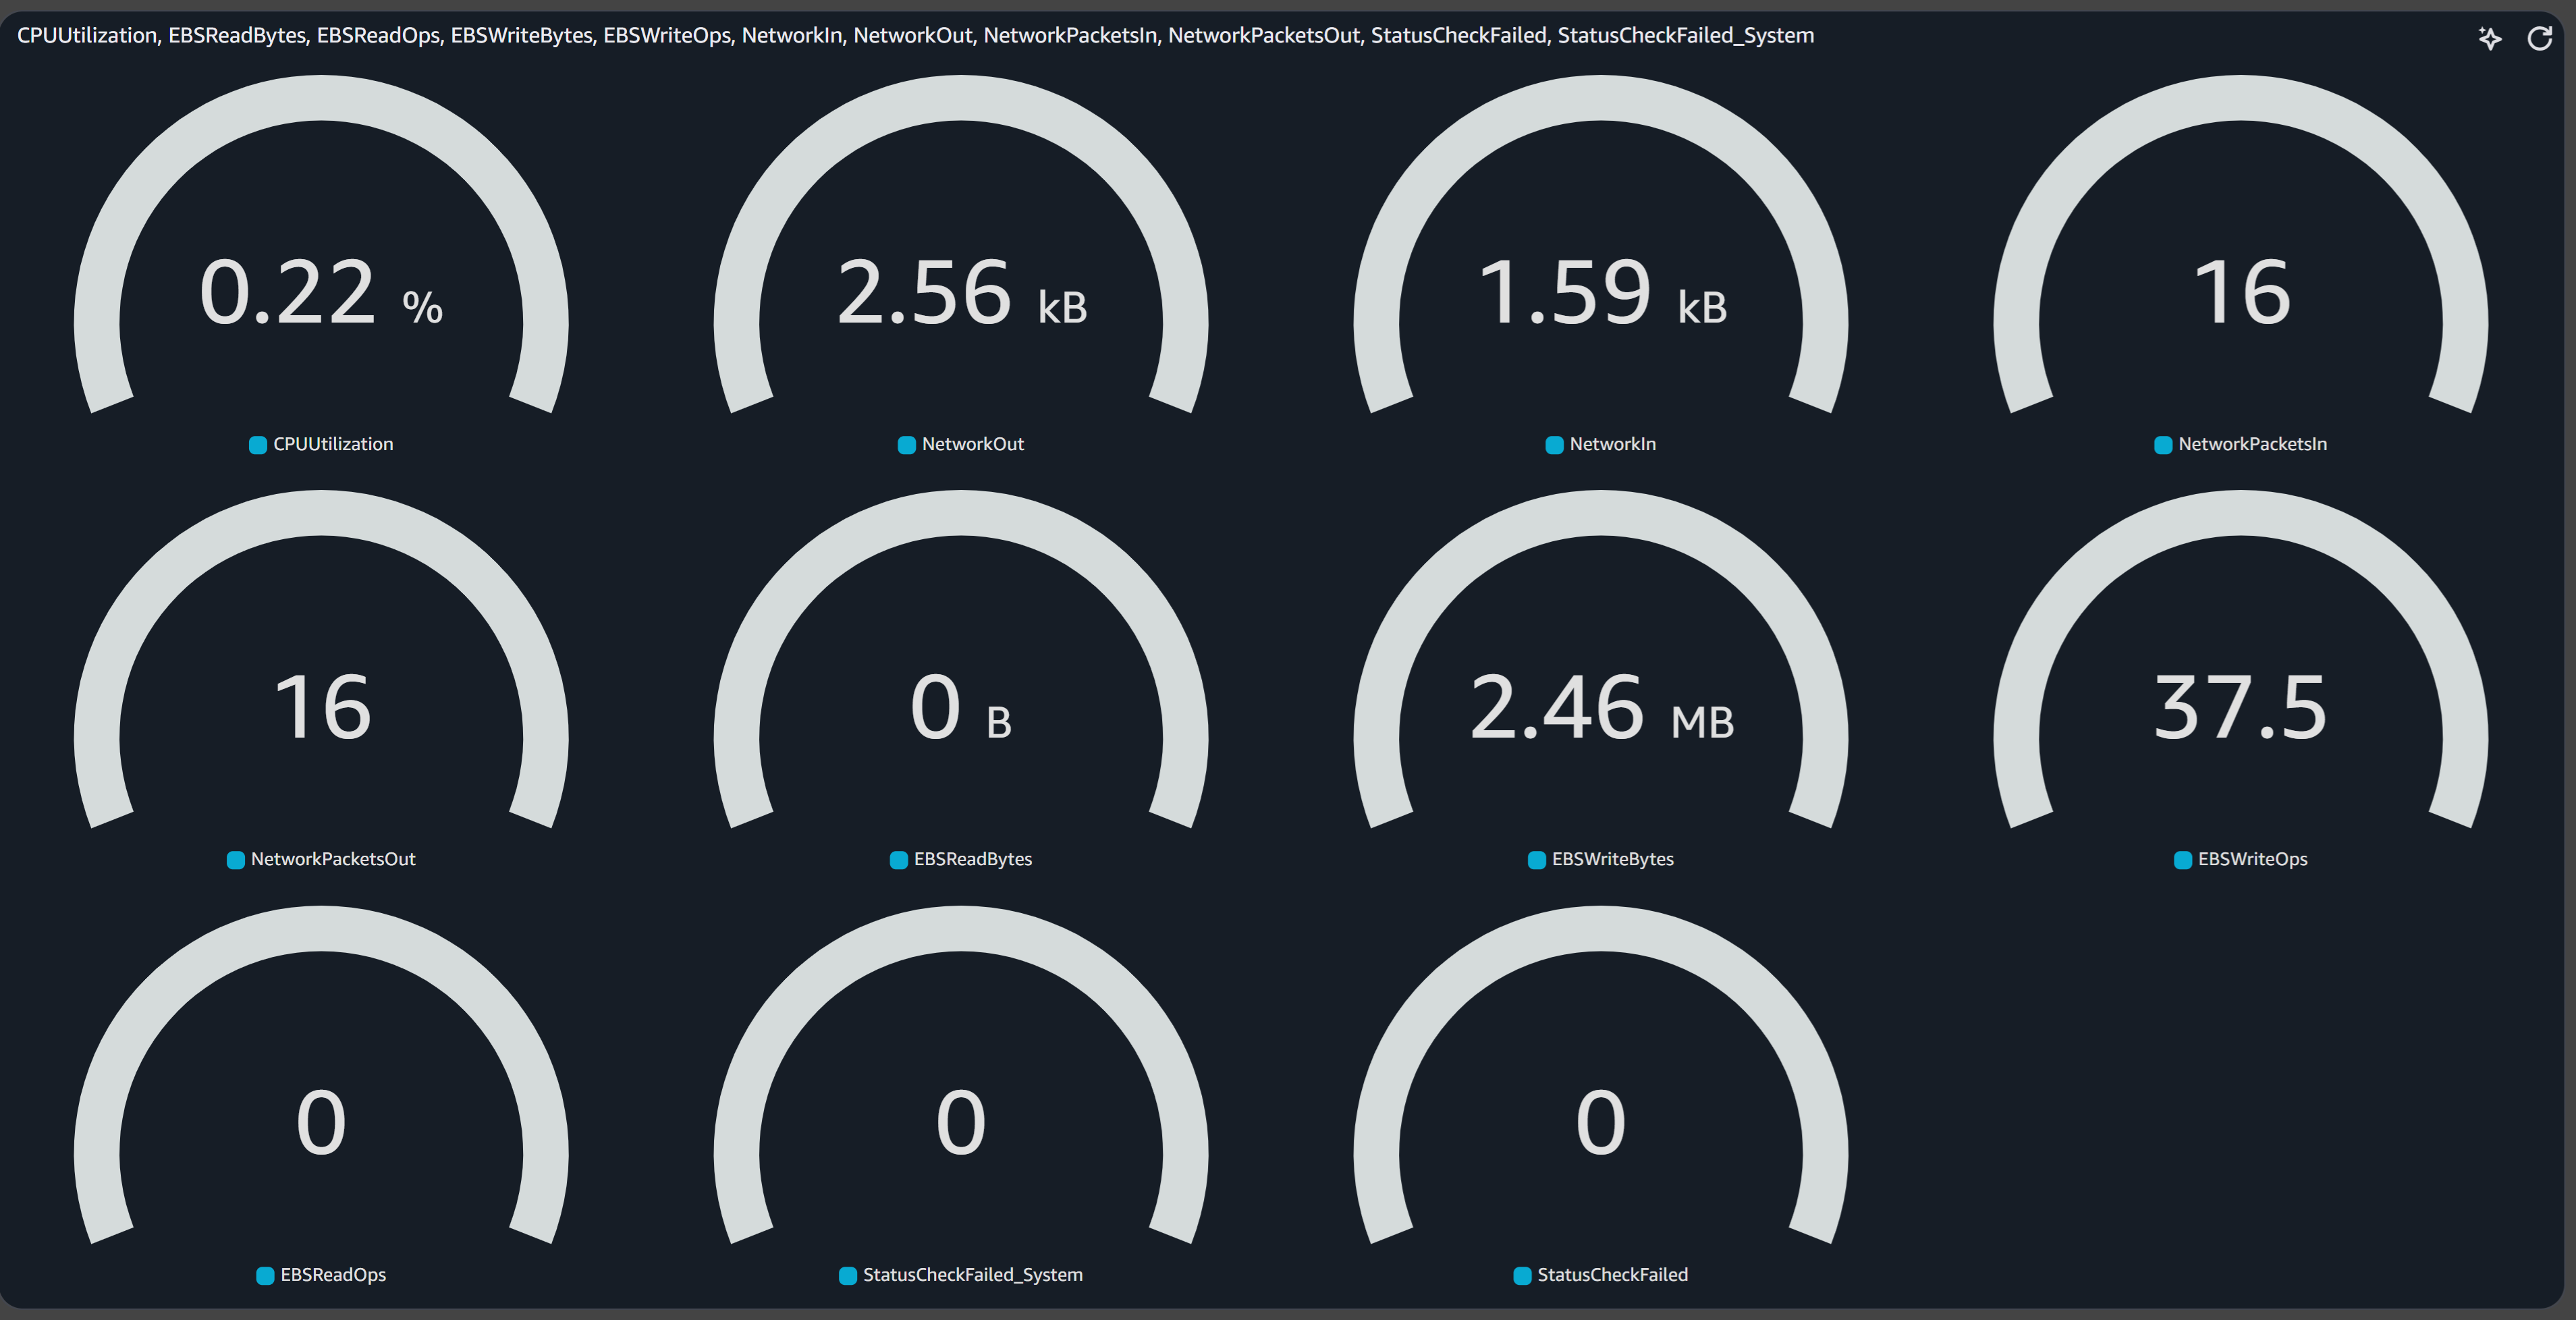 CPUUtilization, EBSReadBytes, EBSReadOps, EBSWriteBytes, EBSWriteOps, NetworkIn, NetworkOut, NetworkPacketsIn, NetworkPacketsOut, StatusCheckFailed, StatusCheckFailed_System
0.22 %
CPUUtilization
2.56 kB
NetworkOut
1.59 kB
NetworkIn
16
NetworkPacketsIn
16
NetworkPacketsOut
0 B
EBSReadBytes
2.46 MB
EBSWriteBytes
37.5
EBSWriteOps
0
EBSReadOps
0
StatusCheckFailed_System
0
StatusCheckFailed